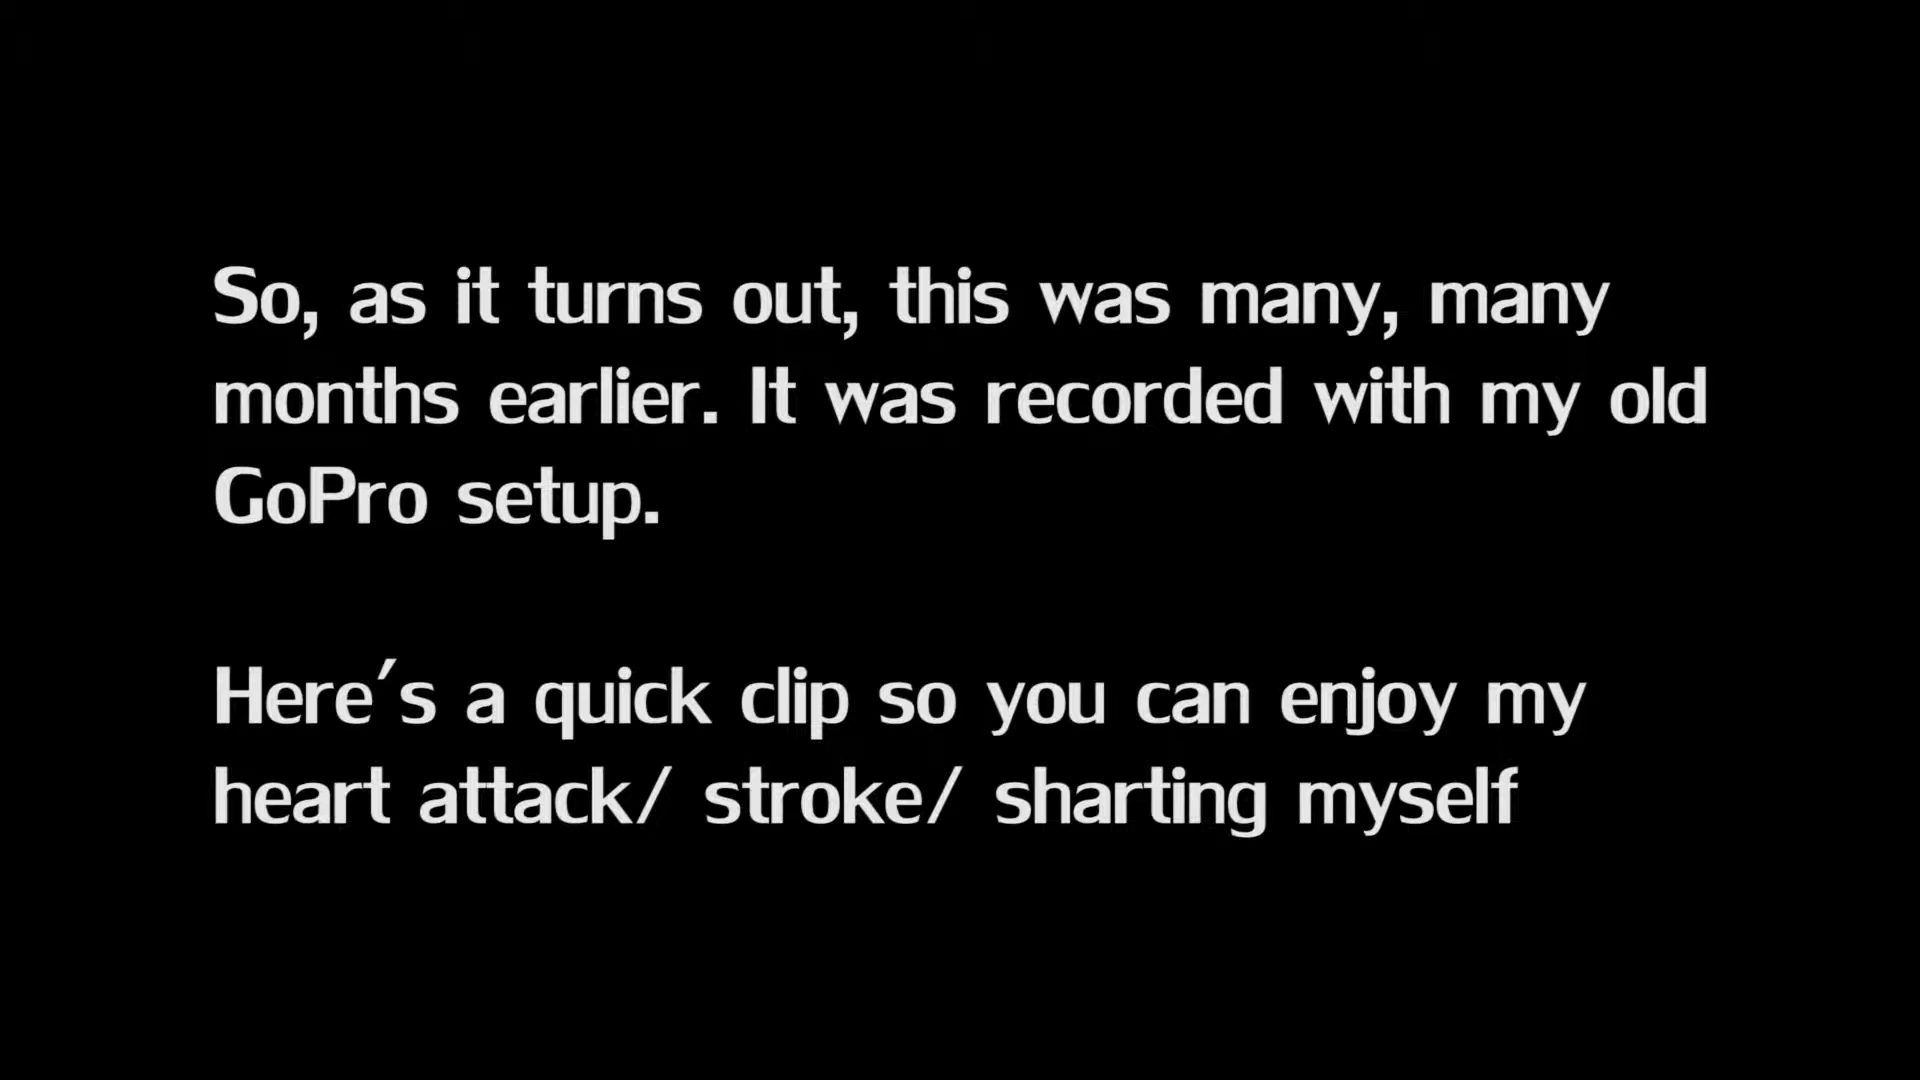 So, as it turns out, this was many, many
months earlier. It was recorded with my old
GoPro setup.
Here's a quick clip so you can enjoy my
heart attack/ stroke/ sharting myself